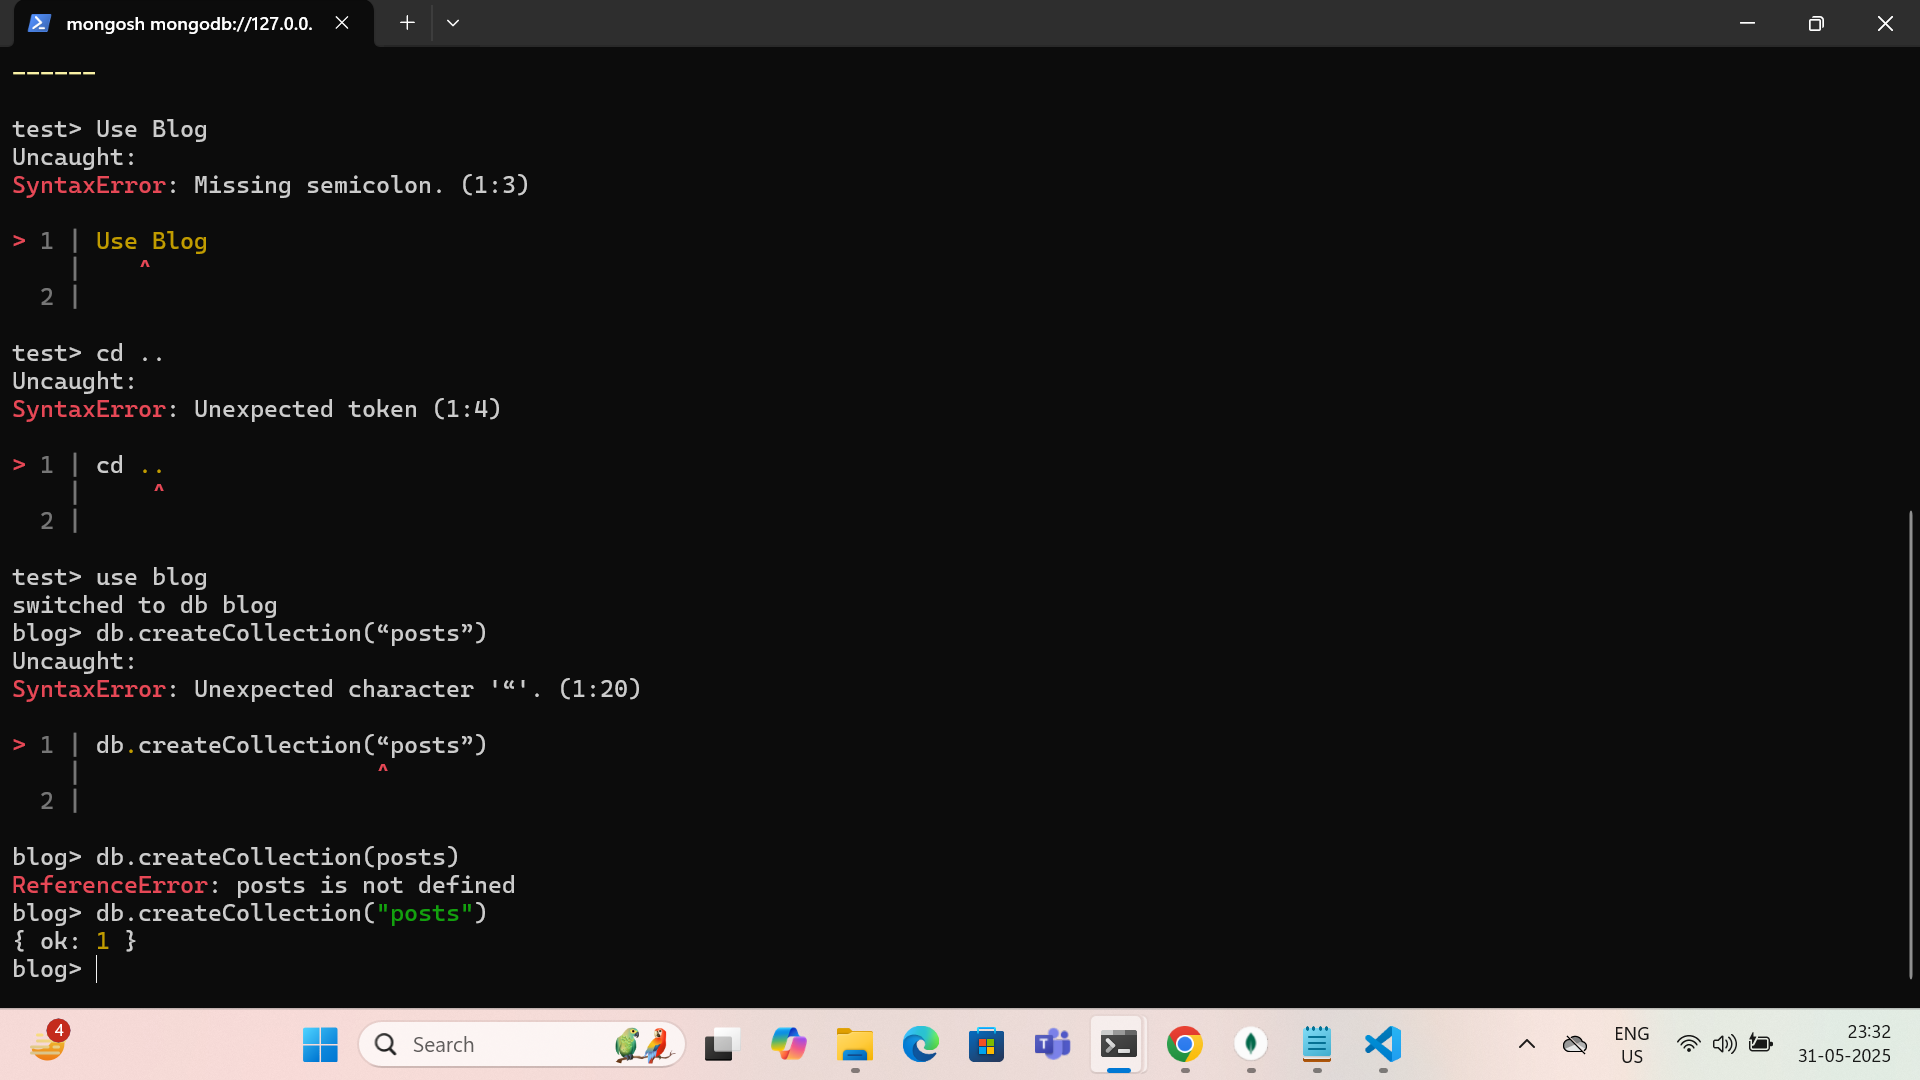 mongosh mongodb://127.0.0.
------
test> Use Blog
Uncaught:
SyntaxError: Missing semicolon. (1:3)
> 1 | Use Blog
|    ^
2 |
test> cd ..
Uncaught:
SyntaxError: Unexpected token (1:4)
> 1 | cd ..
|     ^
2 |
test> use blog
switched to db blog
blog> db.createCollection(“posts”)
Uncaught:
SyntaxError: Unexpected character '“'. (1:20)
> 1 | db.createCollection(“posts”)
|                     ^
2 |
blog> db.createCollection(posts)
ReferenceError: posts is not defined
blog> db.createCollection("posts")
{ ok: 1 }
blog>
4
Search
ENG
US
23:32
31-05-2025